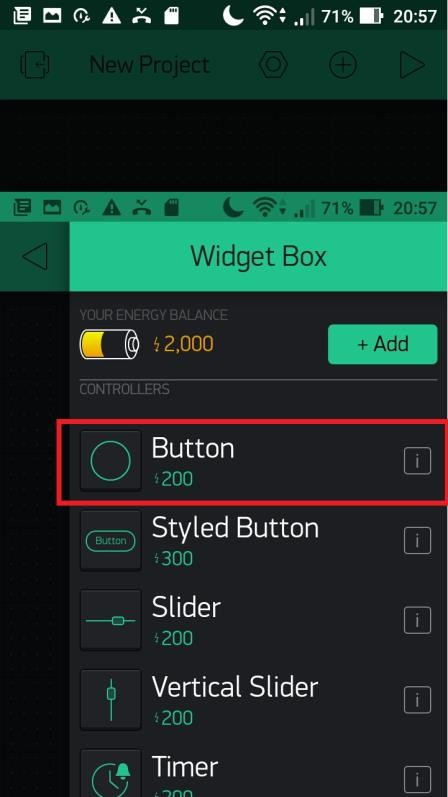 71% 20:57
New Project
71% 20:57
Widget Box
YOUR ENERGY BALANCE
2,000
+ Add
CONTROLLERS
Button
200
i
Button
Styled Button
300
i
Slider
200
i
Vertical Slider
200
i
Timer
200
i